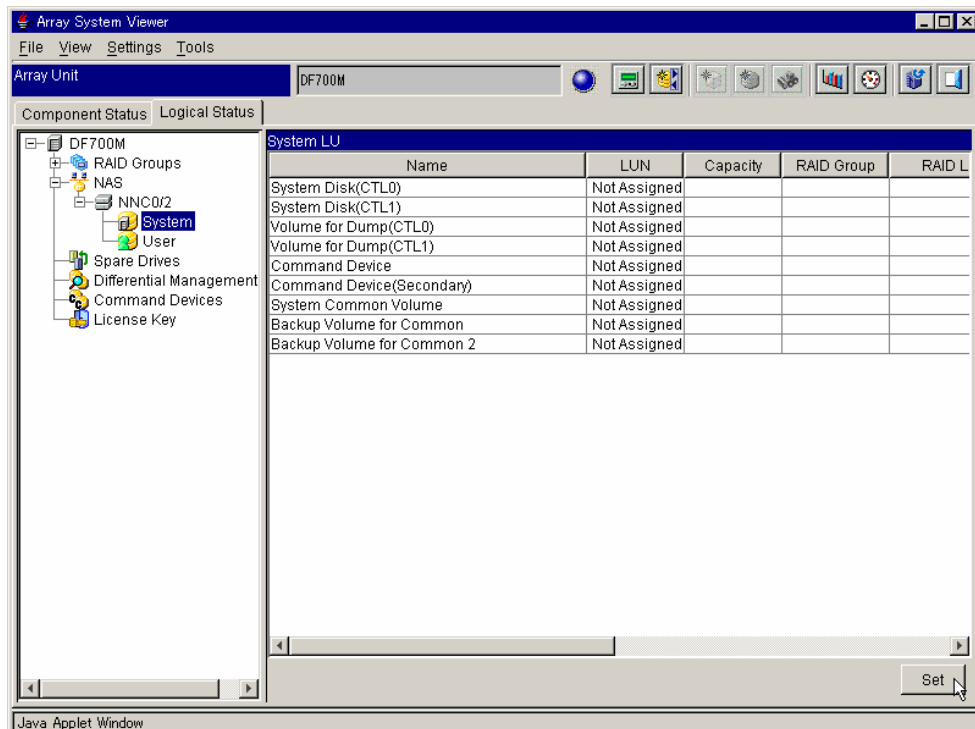 Array System Viewer
File View Settings Tools
Array Unit DF700M
Component Status Logical Status
DF700M
RAID Groups
NAS
NNC0/2
System
User
Spare Drives
Differential Management
Command Devices
License Key
System LU
Name LUN Capacity RAID Group RAID L
System Disk(CTL0) Not Assigned
System Disk(CTL1) Not Assigned
Volume for Dump(CTL0) Not Assigned
Volume for Dump(CTL1) Not Assigned
Command Device Not Assigned
Command Device(Secondary) Not Assigned
System Common Volume Not Assigned
Backup Volume for Common Not Assigned
Backup Volume for Common 2 Not Assigned
Set
Java Applet Window